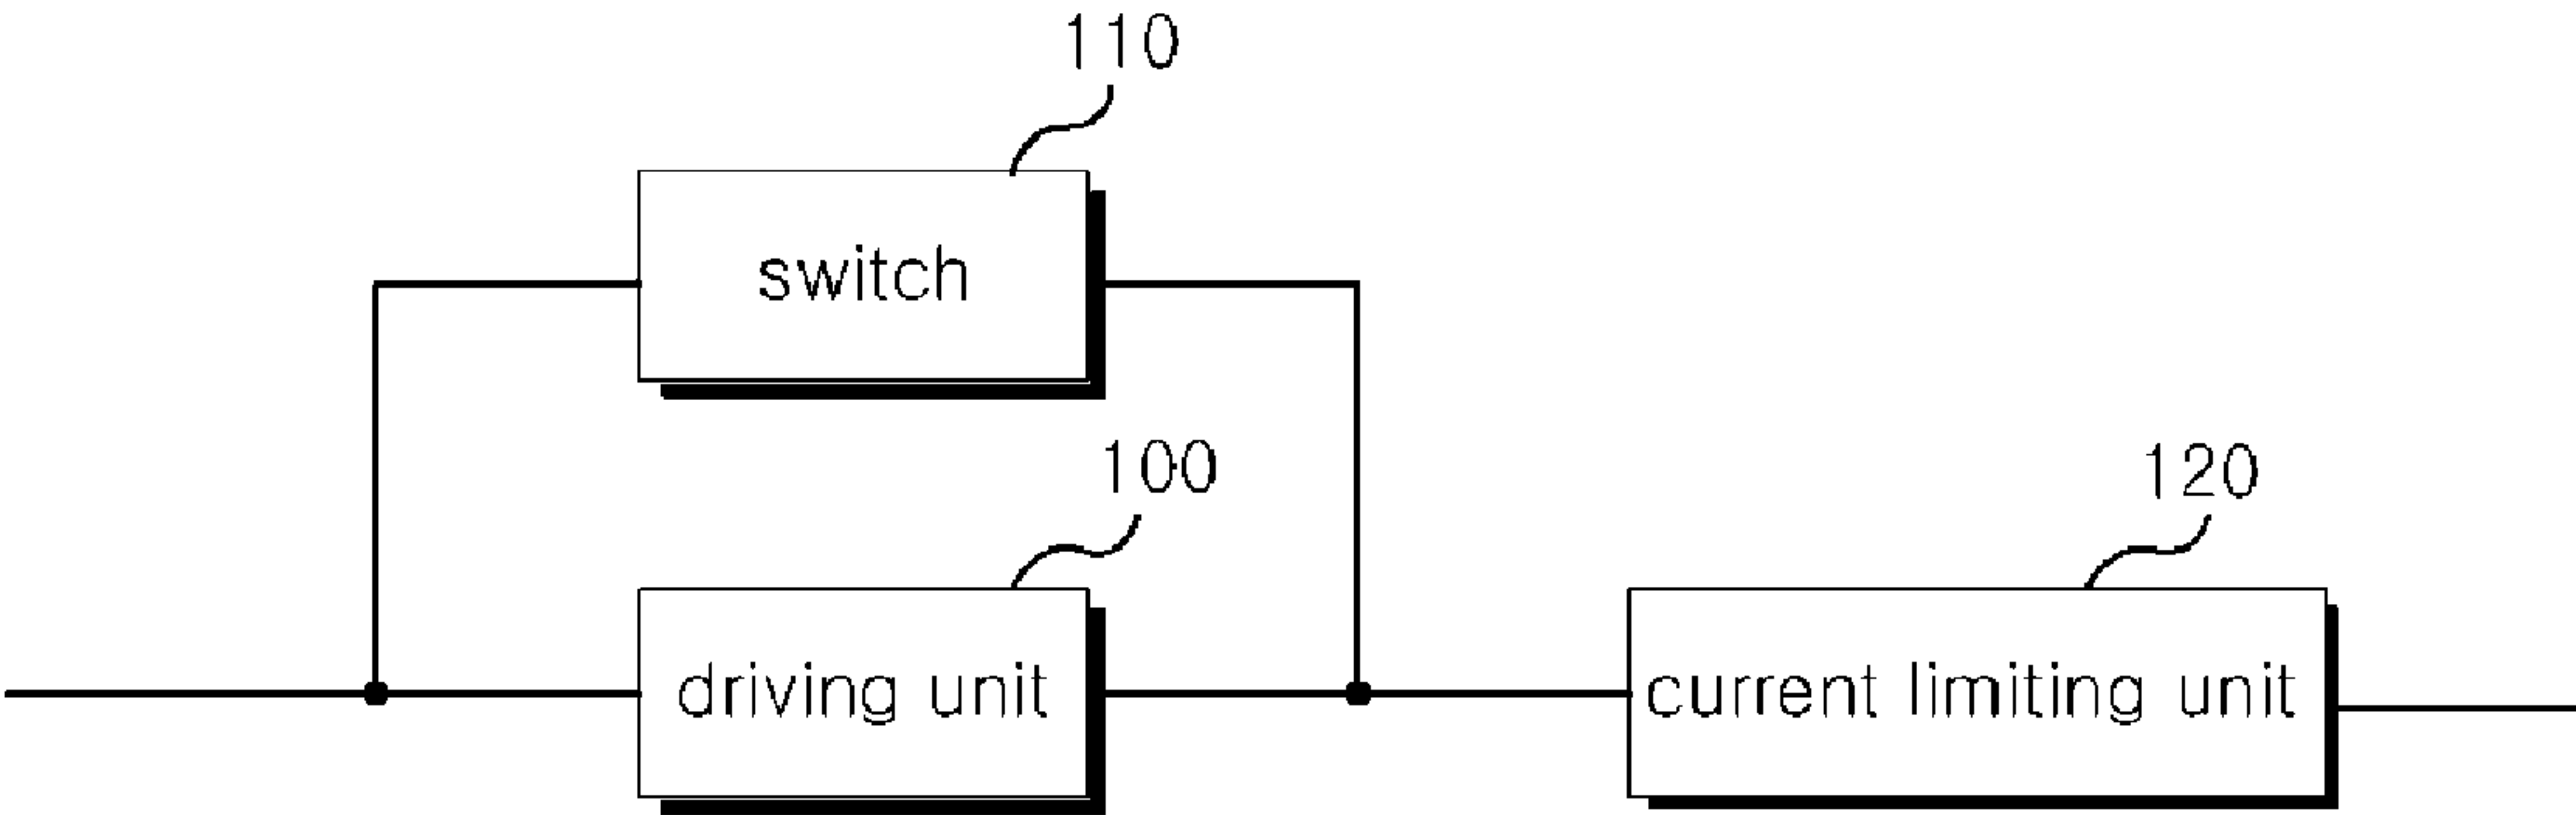 110
switch
100
driving unit
120
current limiting unit